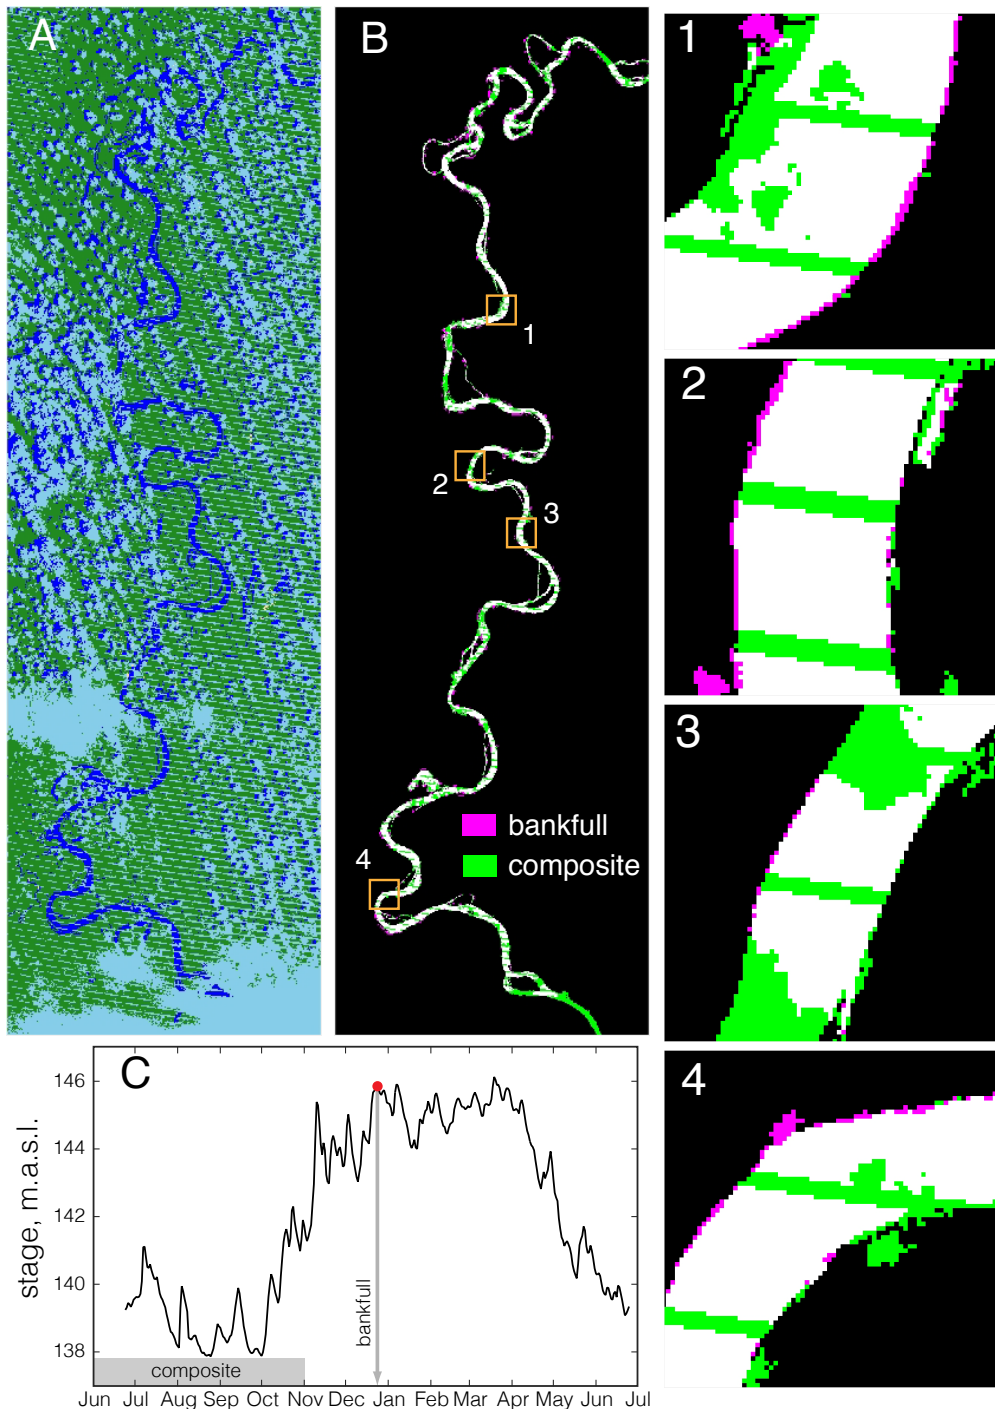 A
B
1
2
3
4
bankfull
composite
1
2
3
4
C
stage, m.a.s.l.
146
144
142
140
138
bankfull
composite
Jun Jul Aug Sep Oct Nov Dec Jan Feb Mar Apr May Jun Jul